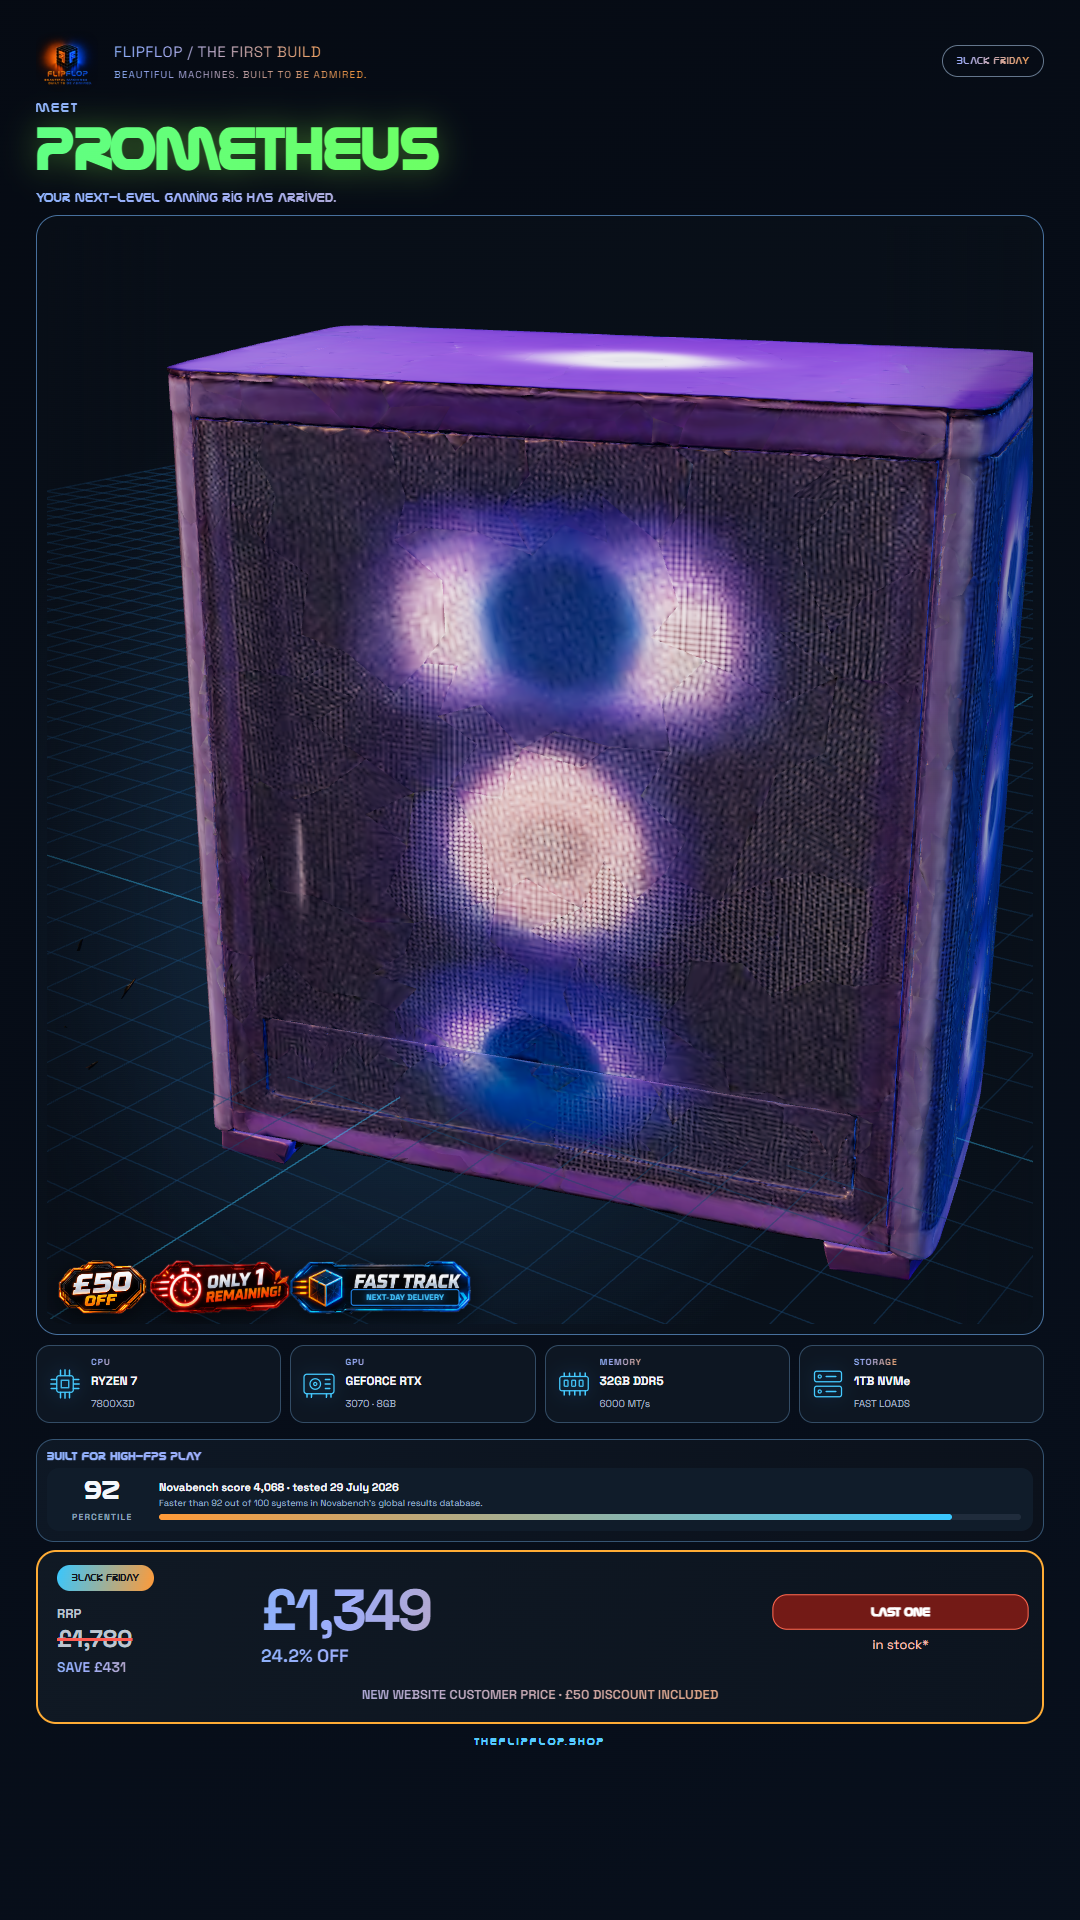 FLIPFLOP
FLIPFLOP / THE FIRST BUILD
BEAUTIFUL MACHINES. BUILT TO BE ADMIRED.
BLACK FRIDAY
MEET
PROMETHEUS
YOUR NEXT-LEVEL GAMING RIG HAS ARRIVED.
£50
OFF
ONLY 1
REMAINING!
FAST TRACK
NEXT-DAY DELIVERY
CPU
RYZEN 7
7800X3D
GPU
GEFORCE RTX
3070 · 8GB
MEMORY
32GB DDR5
6000 MT/s
STORAGE
1TB NVMe
FAST LOADS
BUILT FOR HIGH-FPS PLAY
92
PERCENTILE
Novabench score 4,068 · tested 29 July 2026
Faster than 92 out of 100 systems in Novabench's global results database.
BLACK FRIDAY
RRP
£1,780
SAVE £431
£1,349
24.2% OFF
LAST ONE
in stock*
NEW WEBSITE CUSTOMER PRICE · £50 DISCOUNT INCLUDED
THEFLIPFLOP.SHOP